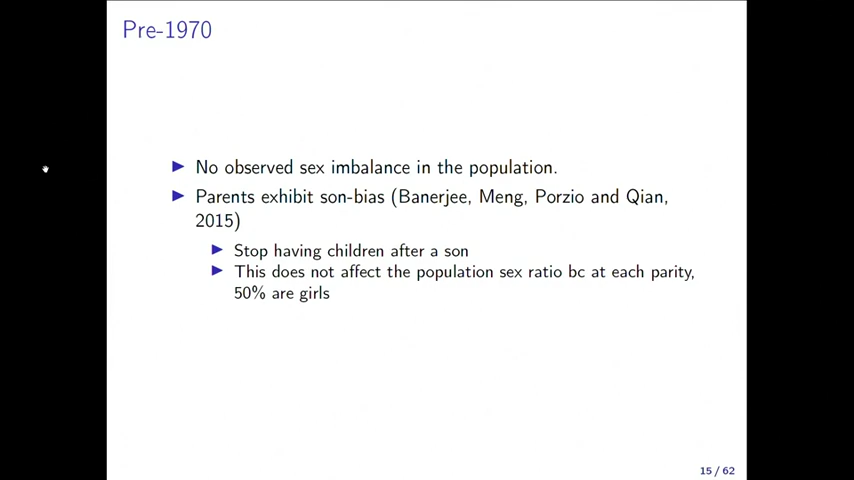 Pre-1970
No observed sex imbalance in the population.
Parents exhibit son-bias (Banerjee, Meng, Porzio and Qian,
2015)
Stop having children after a son
This does not affect the population sex ratio bc at each parity,
50% are girls
15 / 62